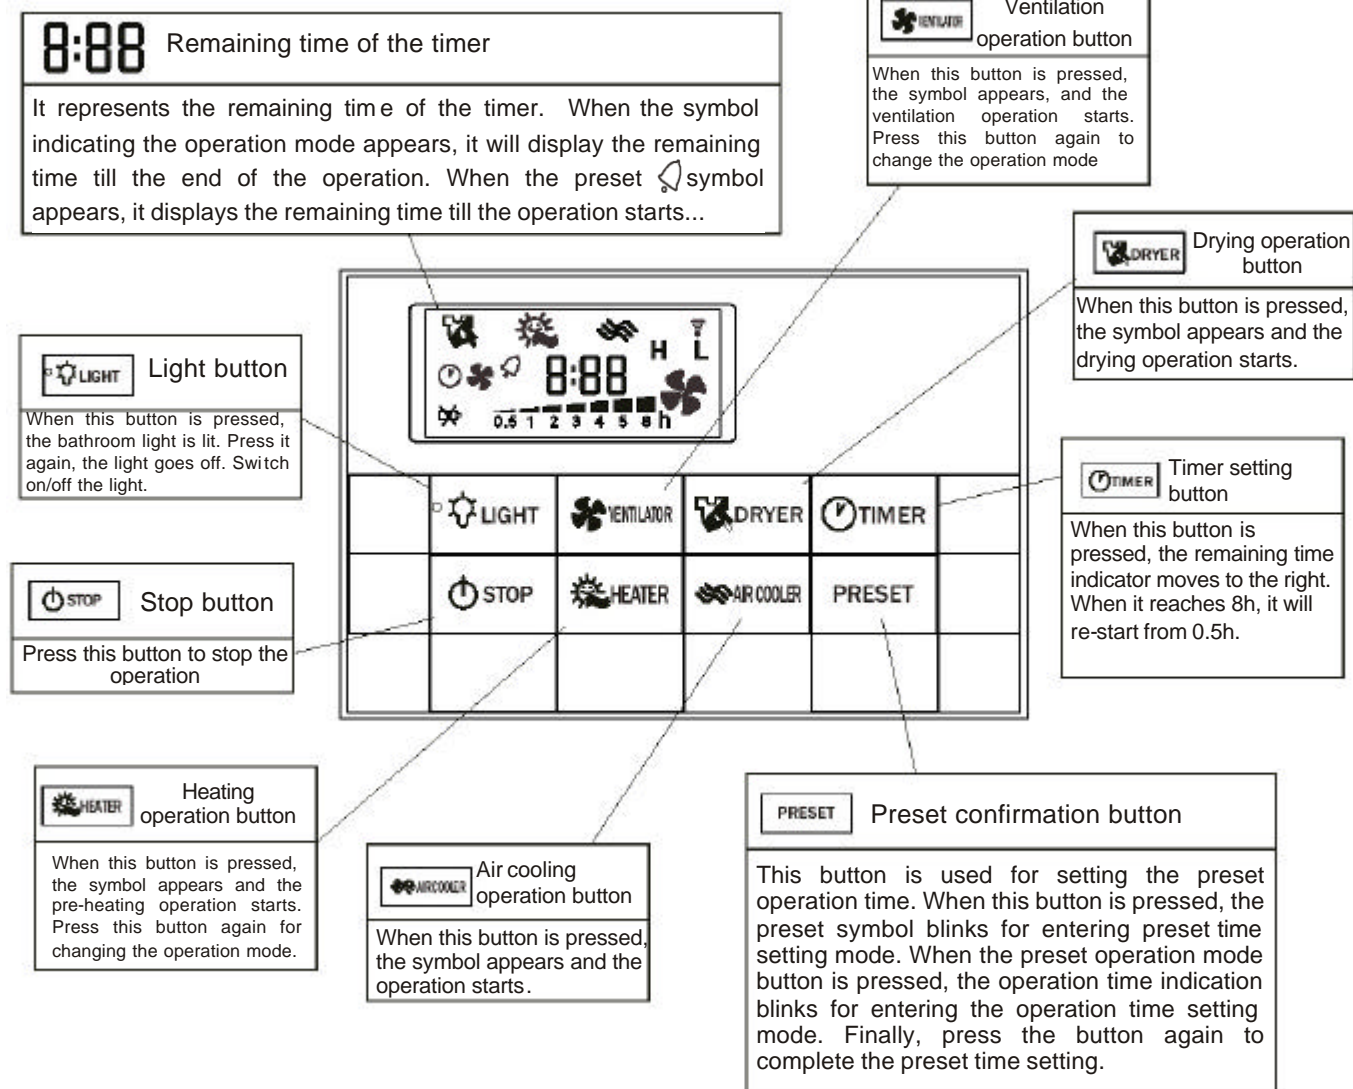 8:88 Remaining time of the timer
It represents the remaining time of the timer. When the symbol
indicating the operation mode appears, it will display the remaining
time till the end of the operation. When the preset symbol
appears, it displays the remaining time till the operation starts...
VENTILATOR
Ventilation
operation button
When this button is pressed,
the symbol appears, and the
ventilation operation starts.
Press this button again to
change the operation mode
DRYER
Drying operation
button
When this button is pressed,
the symbol appears and the
drying operation starts.
LIGHT Light button
When this button is pressed,
the bathroom light is lit. Press it
again, the light goes off. Switch
on/off the light.
H L
8:88
0.5 1 2 3 4 5 8 h
TIMER
Timer setting
button
When this button is
pressed, the remaining time
indicator moves to the right.
When it reaches 8h, it will
re-start from 0.5h.
LIGHT VENTILATOR DRYER TIMER
STOP HEATER AIR COOLER PRESET
STOP Stop button
Press this button to stop the
operation
HEATER
Heating
operation button
When this button is pressed,
the symbol appears and the
pre-heating operation starts.
Press this button again for
changing the operation mode.
AIR COOLER
Air cooling
operation button
When this button is pressed,
the symbol appears and the
operation starts.
PRESET Preset confirmation button
This button is used for setting the preset
operation time. When this button is pressed, the
preset symbol blinks for entering preset time
setting mode. When the preset operation mode
button is pressed, the operation time indication
blinks for entering the operation time setting
mode. Finally, press the button again to
complete the preset time setting.